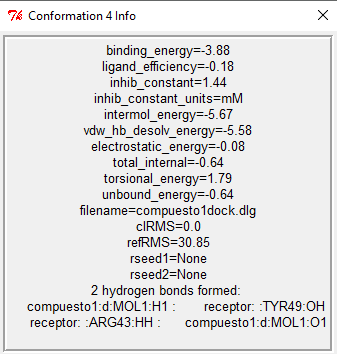 Conformation 4 Info
binding_energy=-3.88
ligand_efficiency=-0.18
inhib_constant=1.44
inhib_constant_units=mM
intermol_energy=-5.67
vdw_hb_desolv_energy=-5.58
electrostatic_energy=-0.08
total_internal=-0.64
torsional_energy=1.79
unbound_energy=-0.64
filename=compuesto1dock.dlg
clRMS=0.0
refRMS=30.85
rseed1=None
rseed2=None
2 hydrogen bonds formed:
compuesto1:d:MOL1:H1 : receptor: :TYR49:OH
receptor: :ARG43:HH : compuesto1:d:MOL1:O1